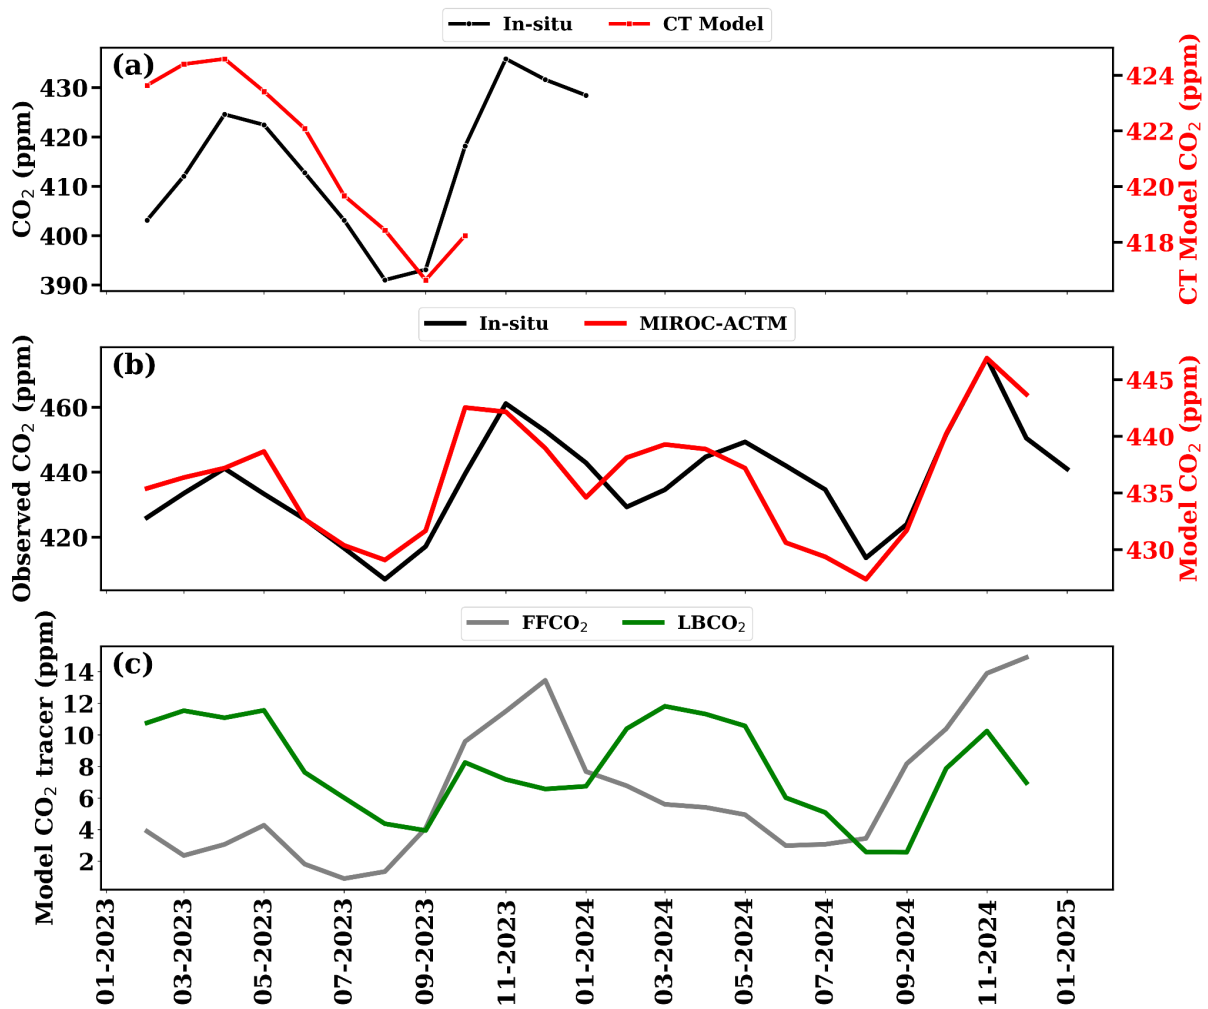 In-situ CT Model
(a)
CO₂ (ppm)
430
420
410
400
390
424
422
420
418
CT Model CO₂ (ppm)
In-situ MIROC-ACTM
(b)
Observed CO₂ (ppm)
460
440
420
445
440
435
430
Model CO₂ (ppm)
FFCO₂ LBCO₂
(c)
Model CO₂ tracer (ppm)
14
12
10
8
6
4
2
01-2023 03-2023 05-2023 07-2023 09-2023 11-2023 01-2024 03-2024 05-2024 07-2024 09-2024 11-2024 01-2025